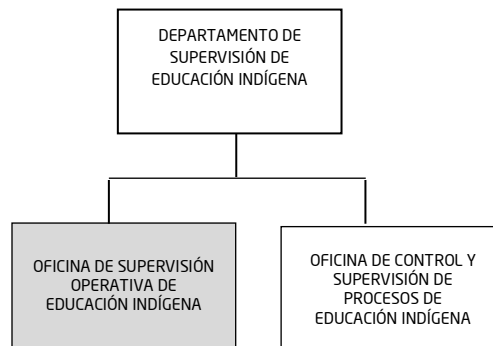 DEPARTAMENTO DE
SUPERVISIÓN DE
EDUCACIÓN INDÍGENA
OFICINA DE SUPERVISIÓN
OPERATIVA DE
EDUCACIÓN INDÍGENA
OFICINA DE CONTROL Y
SUPERVISIÓN DE
PROCESOS DE
EDUCACIÓN INDÍGENA